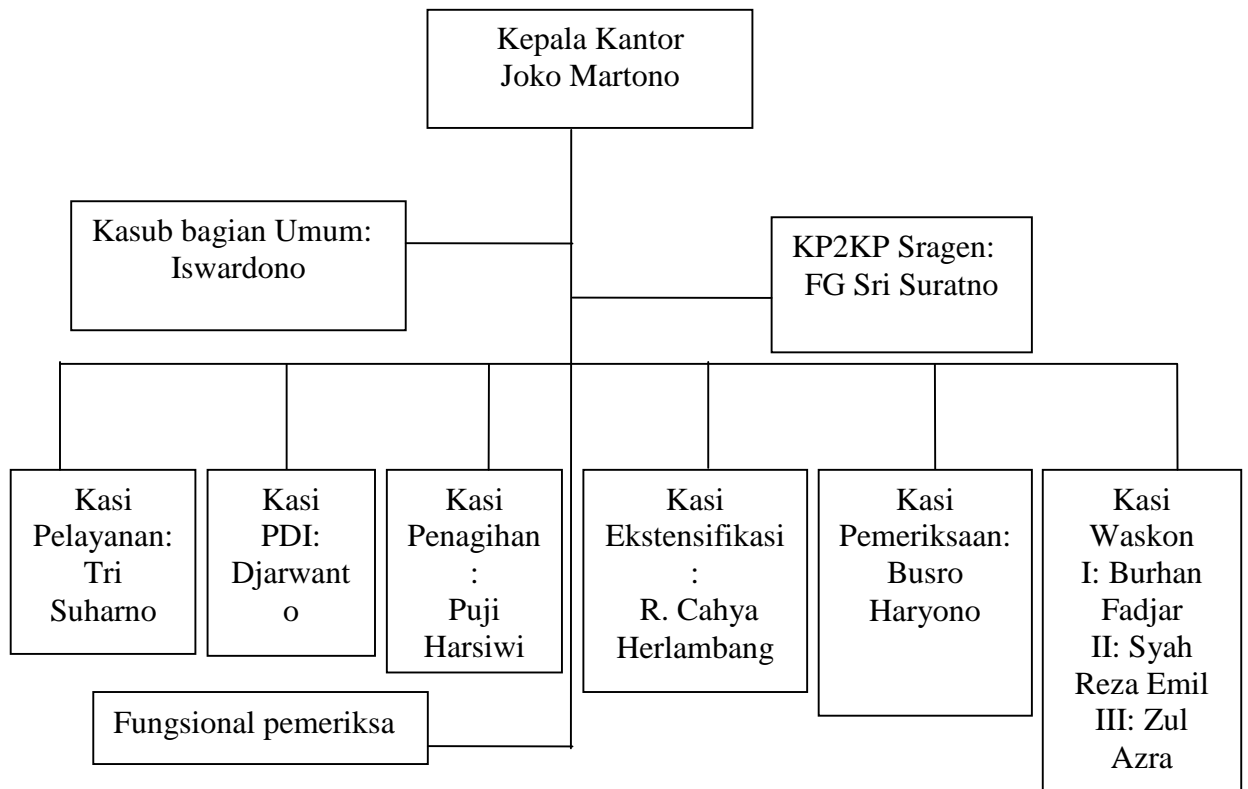 Kepala Kantor
Joko Martono
Kasub bagian Umum:
Iswardono
KP2KP Sragen:
FG Sri Suratno
Kasi
Pelayanan:
Tri
Suharno
Kasi
PDI:
Djarwant
o
Kasi
Penagihan
:
Puji
Harsiwi
Kasi
Ekstensifikasi
:
R. Cahya
Herlambang
Kasi
Pemeriksaan:
Busro
Haryono
Kasi
Waskon
I: Burhan
Fadjar
II: Syah
Reza Emil
III: Zul
Azra
Fungsional pemeriksa